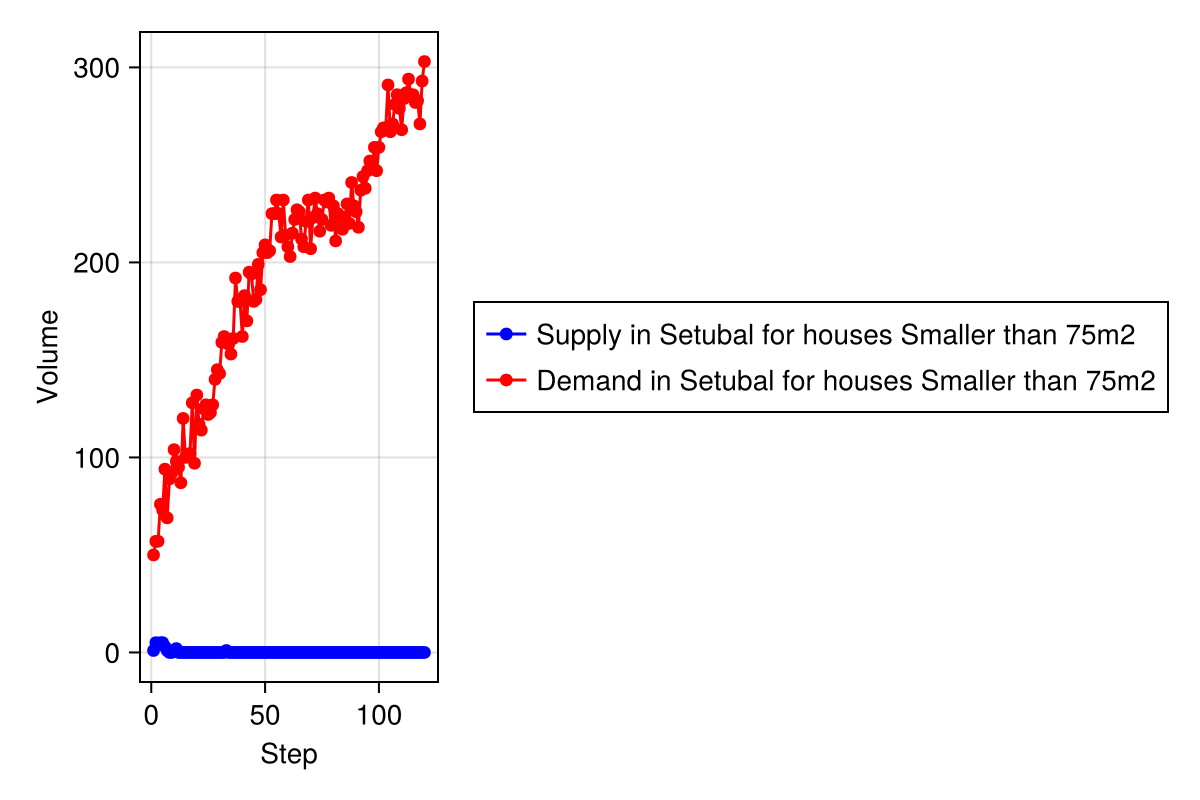 300
200
100
0
Volume
0 50 100
Step
Supply in Setubal for houses Smaller than 75m2
Demand in Setubal for houses Smaller than 75m2